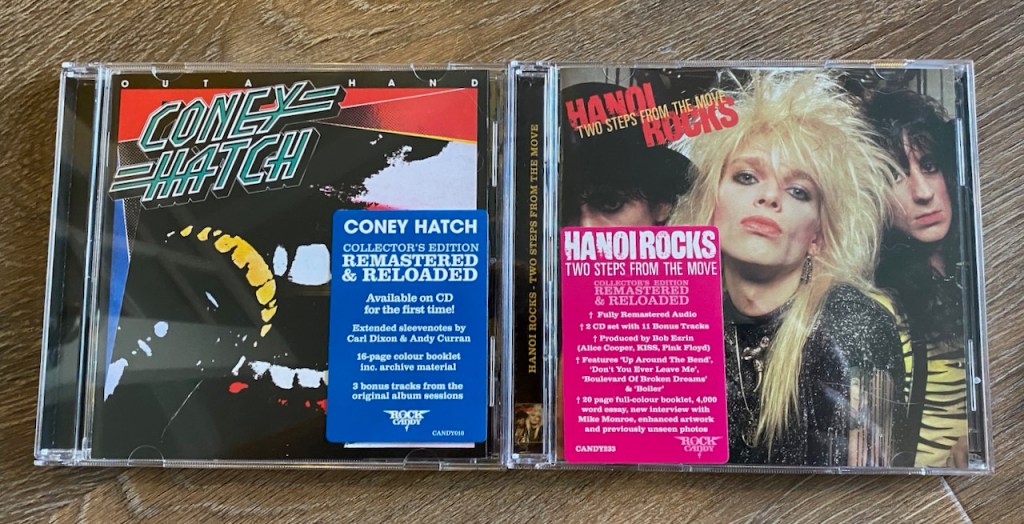 OUTA HAND
CONEY
HATCH
CONEY HATCH
COLLECTOR'S EDITION
REMASTERED
& RELOADED
Available on CD
for the first time!
Extended sleevenotes by
Carl Dixon & Andy Curran
16-page colour booklet
inc. archive material
3 bonus tracks from the
original album sessions
ROCK
CANDY
CANDY010
HANOI ROCKS - TWO STEPS FROM THE MOVE
HANOI
TWO STEPS FROM THE MOVE
ROCKS
HANOI ROCKS
TWO STEPS FROM THE MOVE
COLLECTOR'S EDITION
REMASTERED
& RELOADED
† Fully Remastered Audio
† 2 CD set with 11 Bonus Tracks
† Produced by Bob Ezrin
(Alice Cooper, KISS, Pink Floyd)
† Features 'Up Around The Bend',
'Don't You Ever Leave Me',
'Boulevard Of Broken Dreams'
& 'Boiler'
† 20 page full-colour booklet, 4,000
word essay, new interview with
Mike Monroe, enhanced artwork
and previously unseen photos
ROCK
CANDY
CANDY393